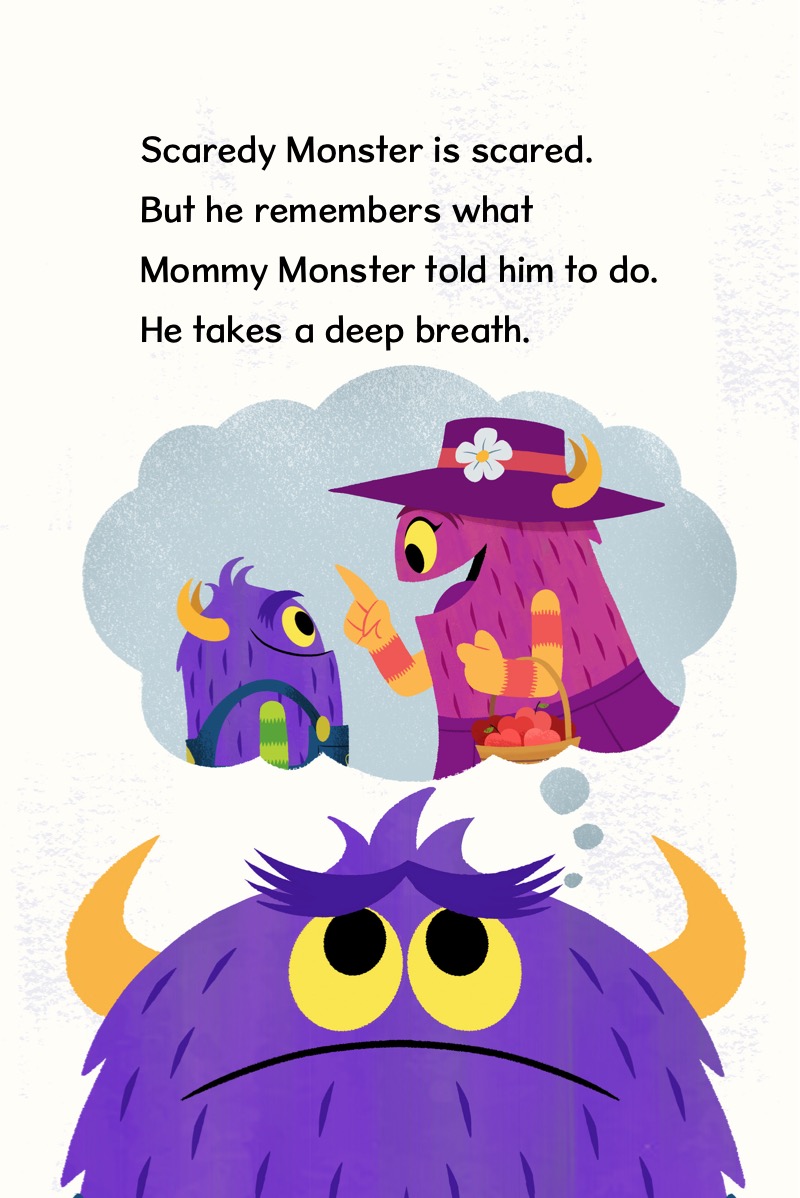 Scaredy Monster is scared.
But he remembers what
Mommy Monster told him to do.
He takes a deep breath.